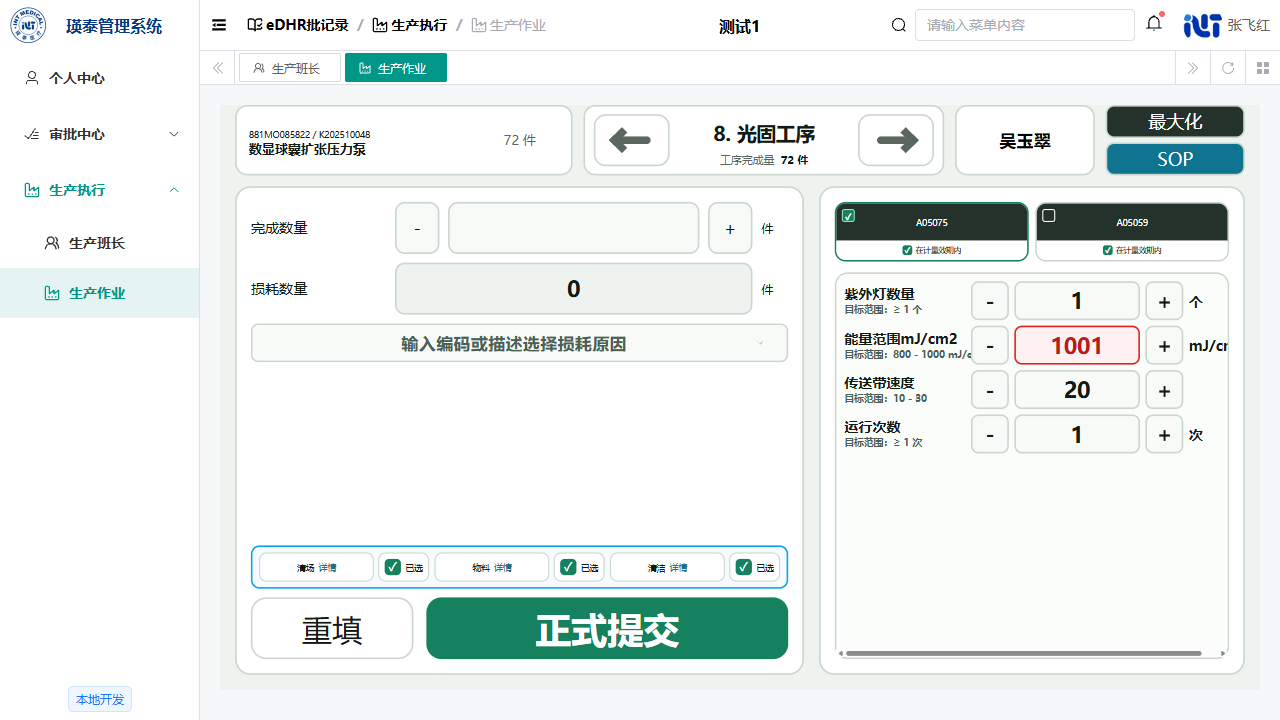 瑛泰管理系统
eDHR批记录 / 生产执行 / 生产作业
测试1
请输入菜单内容
张飞红
个人中心
审批中心
生产执行
生产班长
生产作业
本地开发
生产班长
生产作业
881MO085822 / K202510048
数显球囊扩张压力泵
72 件
8. 光固工序
工序完成量 72 件
吴玉翠
最大化
SOP
完成数量
-
+
件
损耗数量
0
件
输入编码或描述选择损耗原因
清场 详情
已选
物料 详情
已选
清洁 详情
已选
重填
正式提交
A05075
在计量效期内
A05059
在计量效期内
紫外灯数量
目标范围：≥ 1 个
-
1
+
个
能量范围mJ/cm2
目标范围：800 - 1000 mJ/c
-
1001
+
mJ/cr
传送带速度
目标范围：10 - 30
-
20
+
运行次数
目标范围：≥ 1 次
-
1
+
次